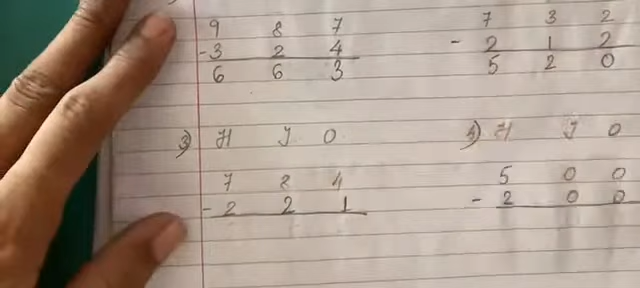 9 8 7 7 3 2
- 3 2 4 - 2 1 2
6 6 3 5 2 0
3) H T O 4) H T O
7 8 4 5 0 0
- 2 2 1 - 2 0 0